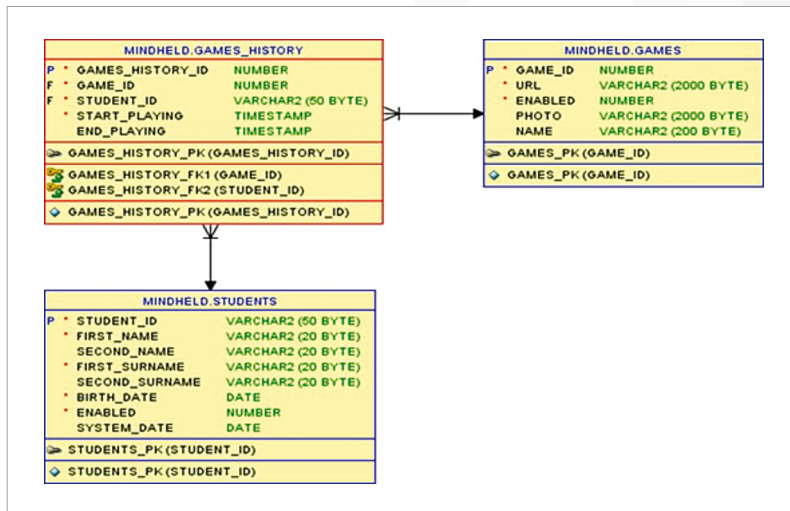 MINDHELD.GAMES_HISTORY
P * GAMES_HISTORY_ID NUMBER
F * GAME_ID NUMBER
F * STUDENT_ID VARCHAR2 (50 BYTE)
* START_PLAYING TIMESTAMP
END_PLAYING TIMESTAMP
GAMES_HISTORY_PK (GAMES_HISTORY_ID)
GAMES_HISTORY_FK1 (GAME_ID)
GAMES_HISTORY_FK2 (STUDENT_ID)
GAMES_HISTORY_PK (GAMES_HISTORY_ID)
MINDHELD.GAMES
P * GAME_ID NUMBER
* URL VARCHAR2 (2000 BYTE)
* ENABLED NUMBER
PHOTO VARCHAR2 (2000 BYTE)
NAME VARCHAR2 (200 BYTE)
GAMES_PK (GAME_ID)
GAMES_PK (GAME_ID)
MINDHELD.STUDENTS
P * STUDENT_ID VARCHAR2 (50 BYTE)
* FIRST_NAME VARCHAR2 (20 BYTE)
SECOND_NAME VARCHAR2 (20 BYTE)
* FIRST_SURNAME VARCHAR2 (20 BYTE)
SECOND_SURNAME VARCHAR2 (20 BYTE)
* BIRTH_DATE DATE
* ENABLED NUMBER
SYSTEM_DATE DATE
STUDENTS_PK (STUDENT_ID)
STUDENTS_PK (STUDENT_ID)